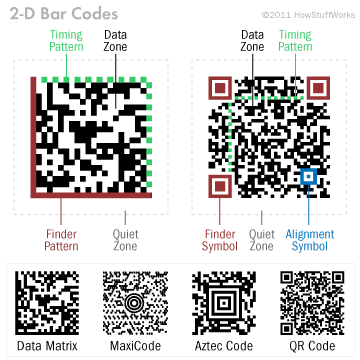 2-D Bar Codes
©2011 HowStuffWorks
Timing
Pattern
Data
Zone
Data
Zone
Timing
Pattern
Finder
Pattern
Quiet
Zone
Finder
Symbol
Quiet
Zone
Alignment
Symbol
Data Matrix
MaxiCode
Aztec Code
QR Code